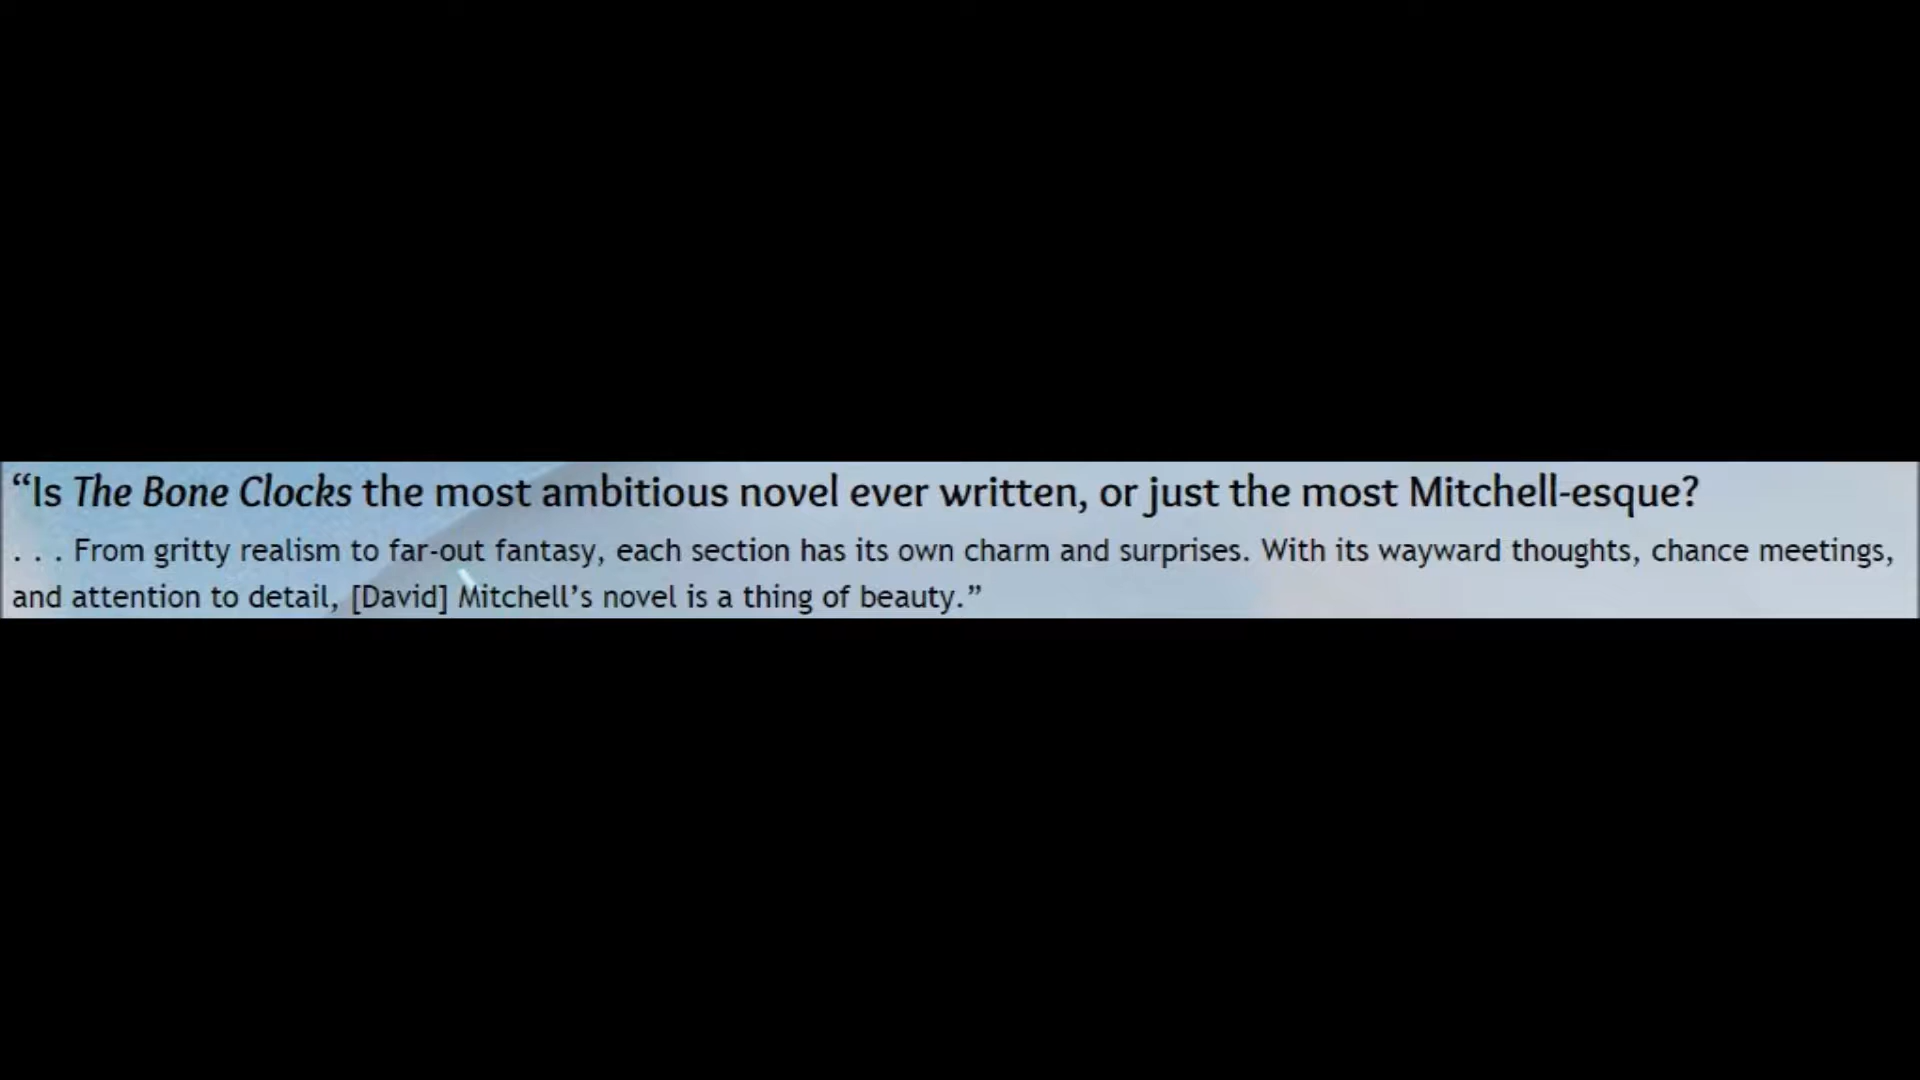 “Is The Bone Clocks the most ambitious novel ever written, or just the most Mitchell-esque?
. . . From gritty realism to far-out fantasy, each section has its own charm and surprises. With its wayward thoughts, chance meetings,
and attention to detail, [David] Mitchell’s novel is a thing of beauty.”